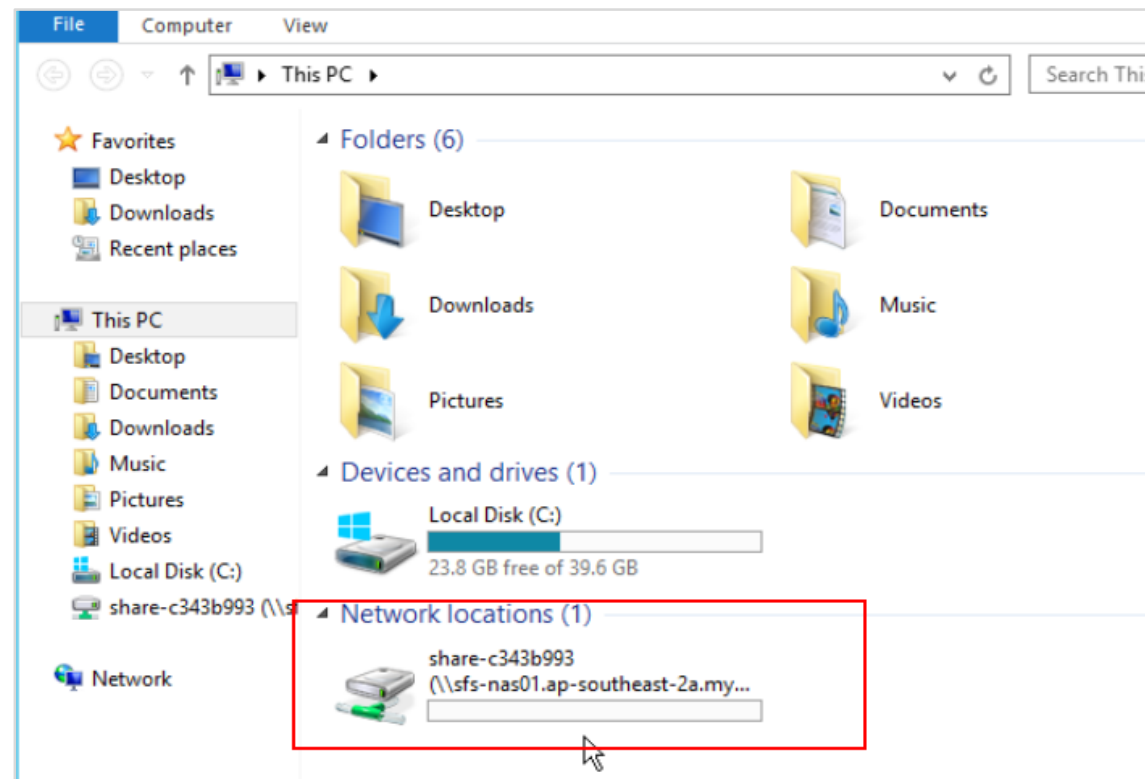 File Computer View
This PC
Search This
Favorites
Desktop
Downloads
Recent places
This PC
Desktop
Documents
Downloads
Music
Pictures
Videos
Local Disk (C:)
share-c343b993 (\\s
Network
Folders (6)
Desktop
Documents
Downloads
Music
Pictures
Videos
Devices and drives (1)
Local Disk (C:)
23.8 GB free of 39.6 GB
Network locations (1)
share-c343b993
(\\sfs-nas01.ap-southeast-2a.my...